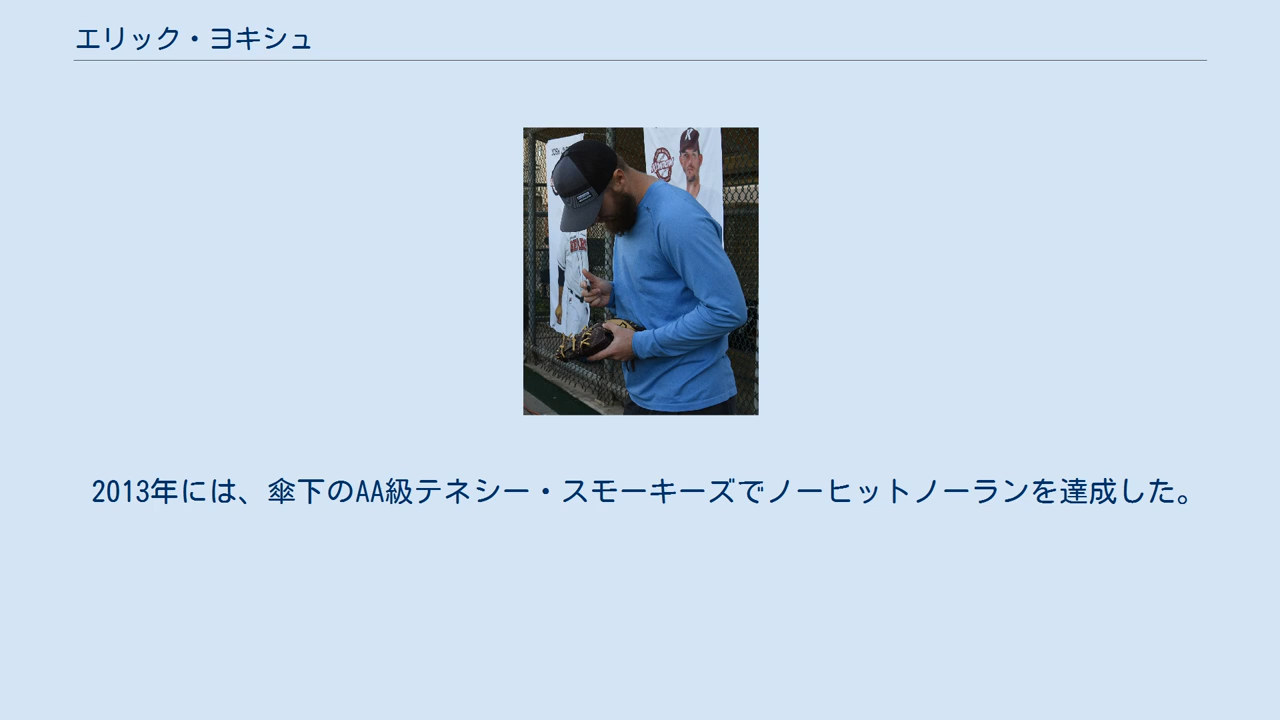 エリック・ヨキシュ
2013年には、傘下のAA級テネシー・スモーキーズでノーヒットノーランを達成した。